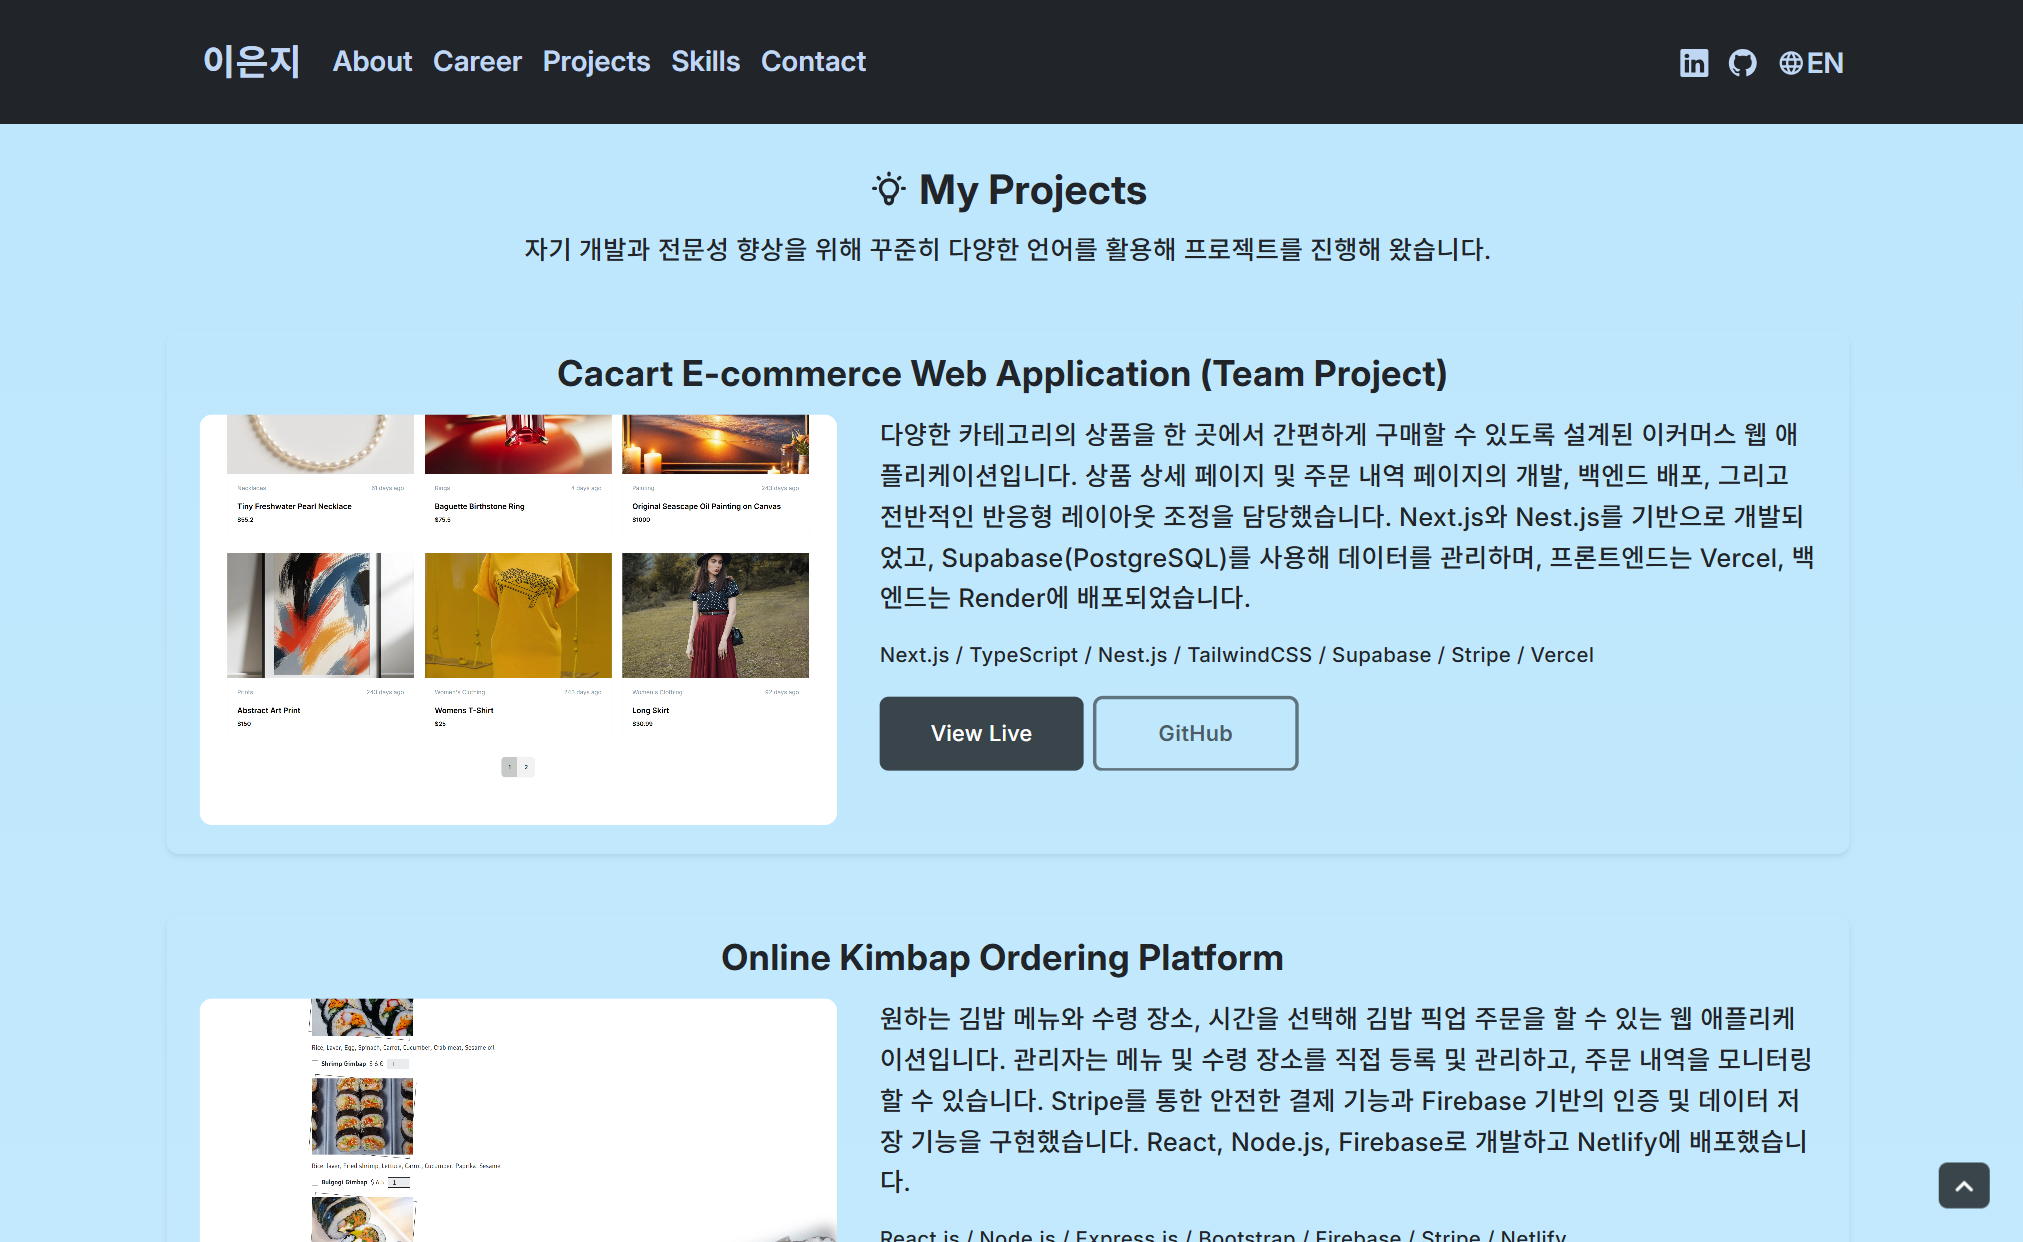 이은지 About Career Projects Skills Contact EN
My Projects
자기 개발과 전문성 향상을 위해 꾸준히 다양한 언어를 활용해 프로젝트를 진행해 왔습니다.
Cacart E-commerce Web Application (Team Project)
Necklaces 61 days ago Rings 4 days ago Painting 243 days ago
Tiny Freshwater Pearl Necklace Baguette Birthstone Ring Original Seascape Oil Painting on Canvas
$55.2 $75.5 $1000
Prints 243 days ago Women's Clothing 243 days ago Women's Clothing 92 days ago
Abstract Art Print Womens T-Shirt Long Skirt
$150 $25 $30.99
1 2
다양한 카테고리의 상품을 한 곳에서 간편하게 구매할 수 있도록 설계된 이커머스 웹 애
플리케이션입니다. 상품 상세 페이지 및 주문 내역 페이지의 개발, 백엔드 배포, 그리고
전반적인 반응형 레이아웃 조정을 담당했습니다. Next.js와 Nest.js를 기반으로 개발되
었고, Supabase(PostgreSQL)를 사용해 데이터를 관리하며, 프론트엔드는 Vercel, 백
엔드는 Render에 배포되었습니다.
Next.js / TypeScript / Nest.js / TailwindCSS / Supabase / Stripe / Vercel
View Live GitHub
Online Kimbap Ordering Platform
Rice, Laver, Egg, Spinach, Carrot, Cucumber, Crab meat, Sesame oil
Shrimp Gimbap $ 6.6 1
Rice, laver, Fried shrimp, Lettuce, Carrot, Cucumber, Paprika, Sesame
Bulgogi Gimbap $ 6.5 1
원하는 김밥 메뉴와 수령 장소, 시간을 선택해 김밥 픽업 주문을 할 수 있는 웹 애플리케
이션입니다. 관리자는 메뉴 및 수령 장소를 직접 등록 및 관리하고, 주문 내역을 모니터링
할 수 있습니다. Stripe를 통한 안전한 결제 기능과 Firebase 기반의 인증 및 데이터 저
장 기능을 구현했습니다. React, Node.js, Firebase로 개발하고 Netlify에 배포했습니
다.
React.js / Node.js / Express.js / Bootstrap / Firebase / Stripe / Netlify